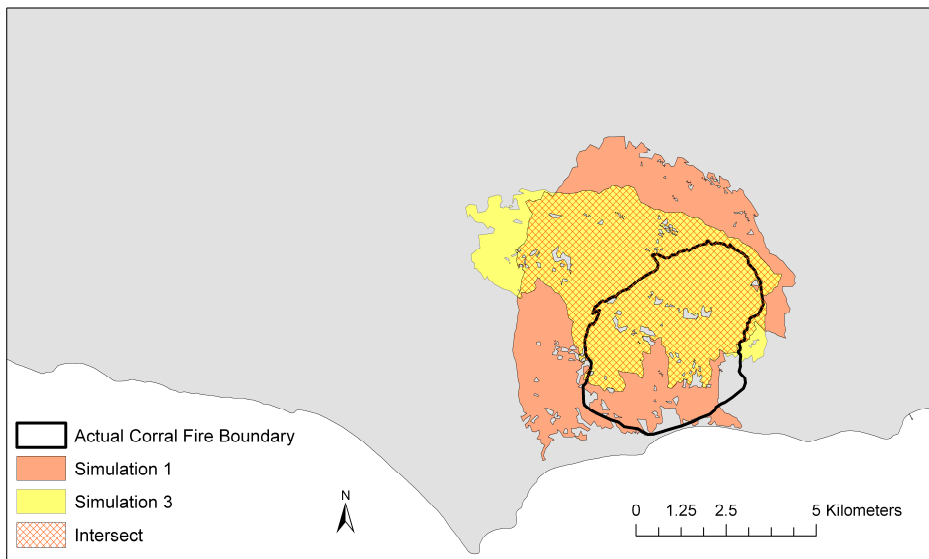 Actual Corral Fire Boundary
Simulation 1
Simulation 3
Intersect
N
0 1.25 2.5 5 Kilometers